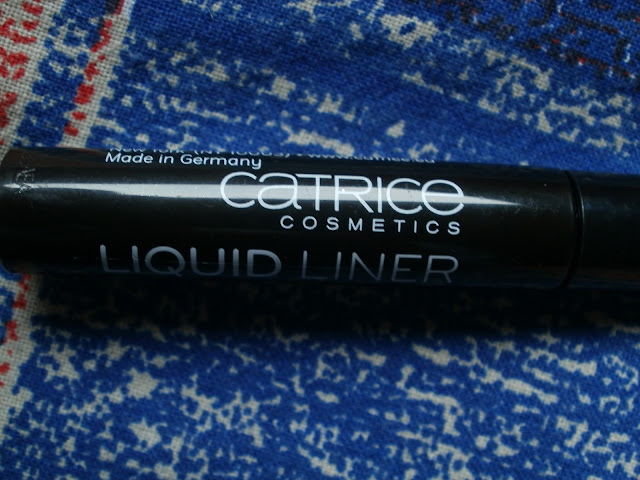 Made in Germany
CATRICE
COSMETICS
LIQUID LINER